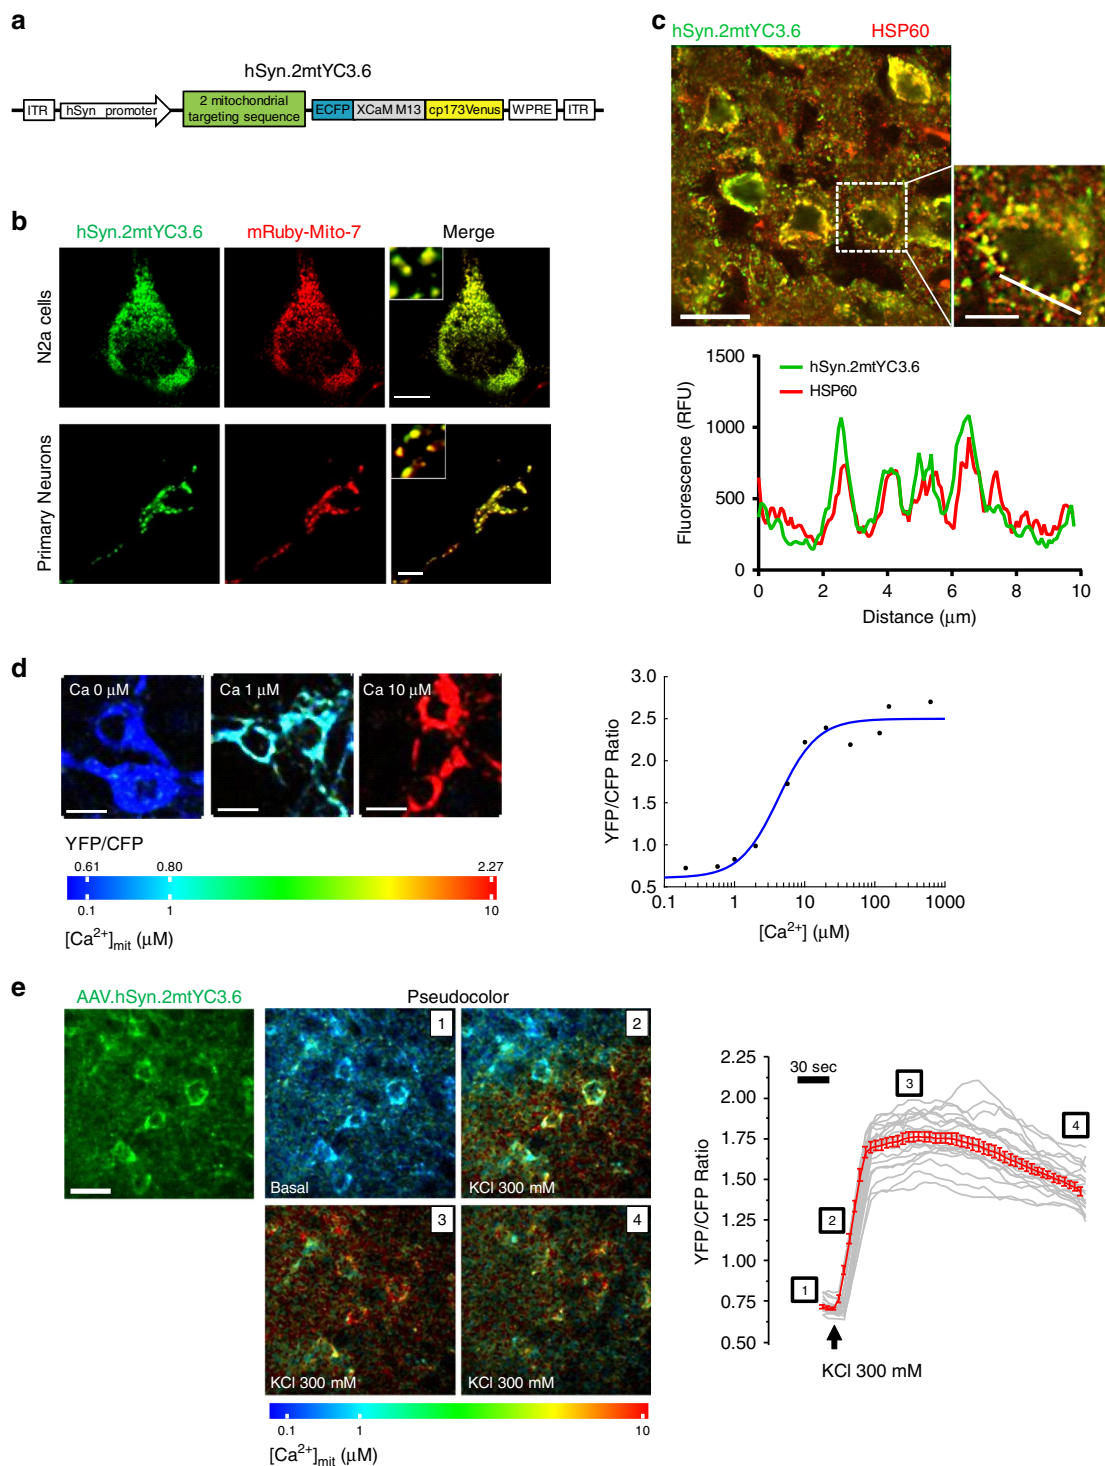 a
hSyn.2mtYC3.6
ITR
hSyn promoter
2 mitochondrial
targeting sequence
ECFP
XCaM M13
cp173Venus
WPRE
ITR
b
hSyn.2mtYC3.6
mRuby-Mito-7
Merge
N2a cells
Primary Neurons
c
hSyn.2mtYC3.6
HSP60
1500
1000
500
0
Fluorescence (RFU)
hSyn.2mtYC3.6
HSP60
0 2 4 6 8 10
Distance (μm)
d
Ca 0 μM
Ca 1 μM
Ca 10 μM
YFP/CFP
0.61 0.80 2.27
0.1 1 10
[Ca2+]mit (μM)
3.0
2.5
2.0
1.5
1.0
0.5
YFP/CFP Ratio
0.1 1 10 100 1000
[Ca2+] (μM)
e
AAV.hSyn.2mtYC3.6
Pseudocolor
1
Basal
2
KCl 300 mM
3
KCl 300 mM
4
KCl 300 mM
0.1 1 10
[Ca2+]mit (μM)
2.25
2.00
1.75
1.50
1.25
1.00
0.75
0.50
YFP/CFP Ratio
30 sec
1
2
3
4
KCl 300 mM